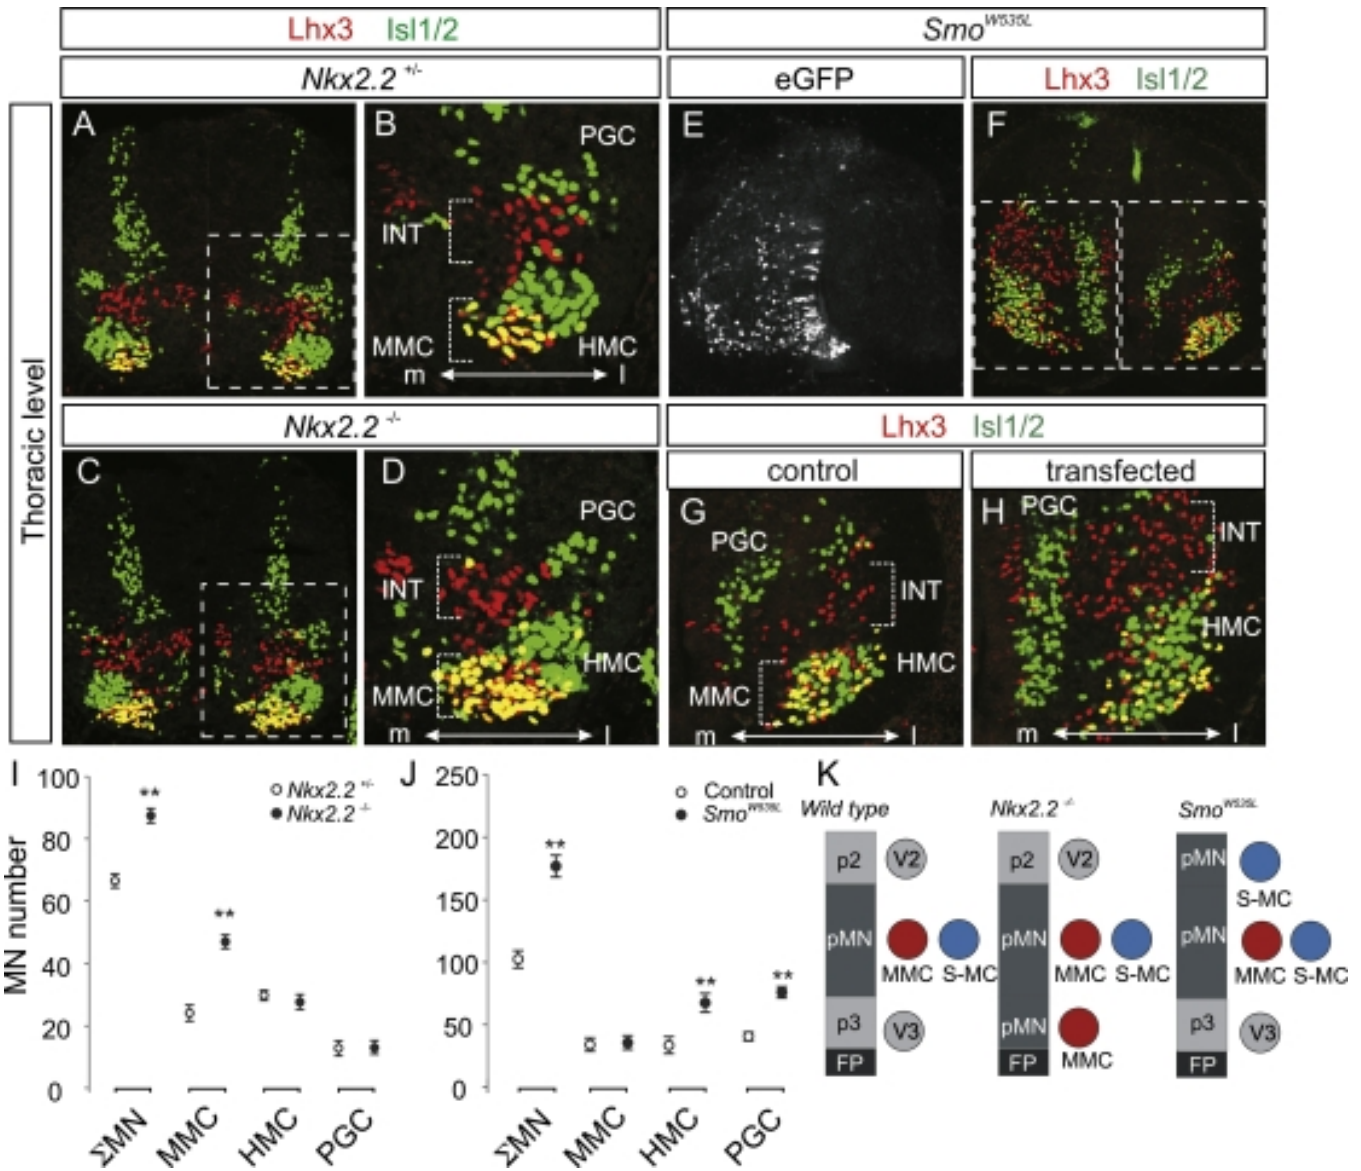 Lhx3 Isl1/2
Smo^W535L
Nkx2.2 +/-
eGFP
Lhx3 Isl1/2
Thoracic level
A
B
PGC
INT
MMC
HMC
m
l
E
F
Nkx2.2 -/-
Lhx3 Isl1/2
control
transfected
C
D
PGC
INT
MMC
HMC
m
l
G
PGC
INT
HMC
MMC
m
l
H
PGC
INT
HMC
m
l
I
MN number
100
80
60
40
20
0
**
**
Nkx2.2 +/-
Nkx2.2 -/-
ΣMN
MMC
HMC
PGC
J
250
200
150
100
50
0
**
**
**
Control
Smo^W535L
ΣMN
MMC
HMC
PGC
K
Wild type
Nkx2.2 -/-
Smo^W535L
p2
V2
pMN
MMC
S-MC
p3
V3
FP
p2
V2
pMN
MMC
S-MC
pMN
MMC
FP
pMN
S-MC
pMN
MMC
S-MC
p3
V3
FP